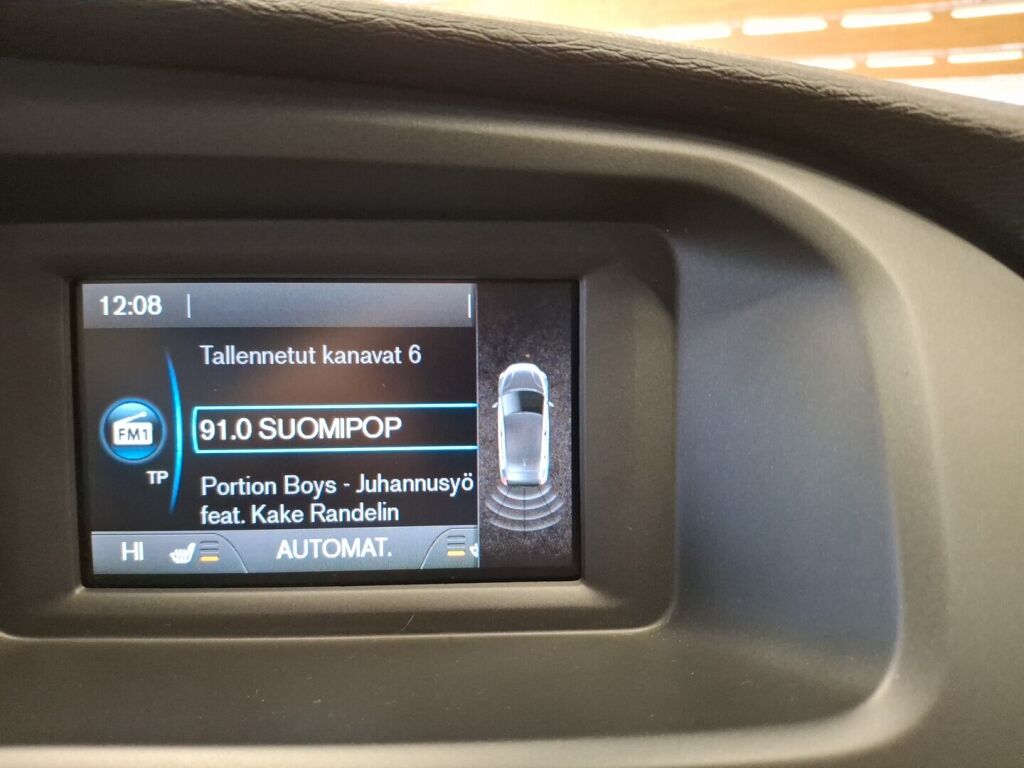 12:08
Tallennetut kanavat 6
FM1
91.0 SUOMIPOP
TP
Portion Boys - Juhannusyö
feat. Kake Randelin
HI
AUTOMAT.